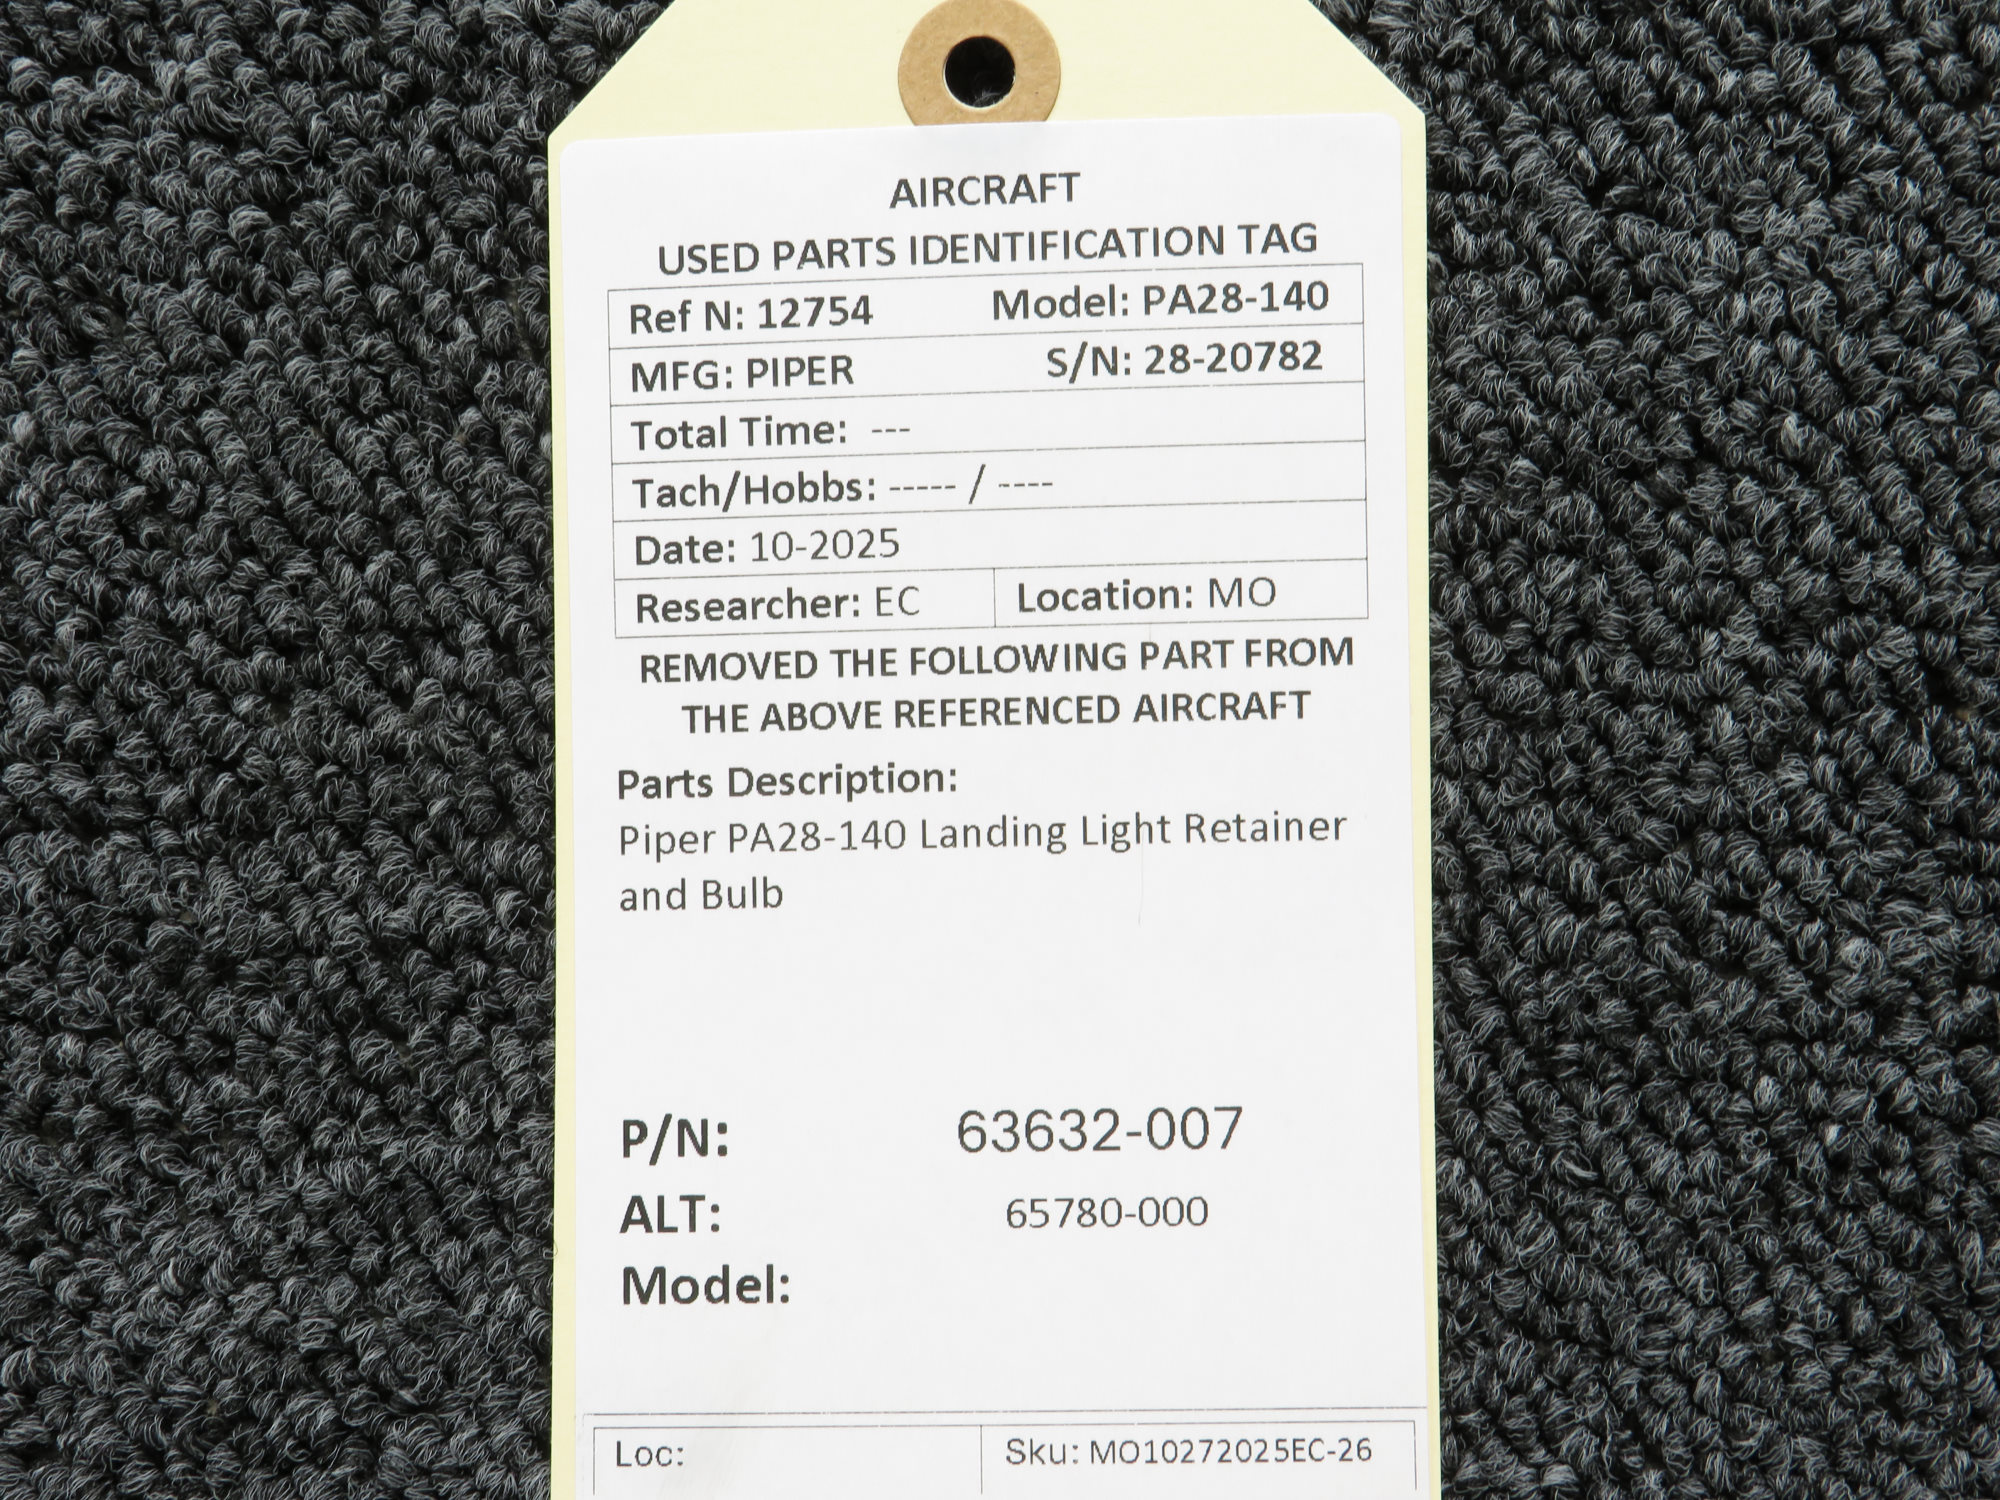 AIRCRAFT
USED PARTS IDENTIFICATION TAG
Ref N: 12754 Model: PA28-140
MFG: PIPER S/N: 28-20782
Total Time: ---
Tach/Hobbs: ----- / ----
Date: 10-2025
Researcher: EC Location: MO
REMOVED THE FOLLOWING PART FROM
THE ABOVE REFERENCED AIRCRAFT
Parts Description:
Piper PA28-140 Landing Light Retainer
and Bulb
P/N: 63632-007
ALT: 65780-000
Model:
Loc: Sku: MO10272025EC-26